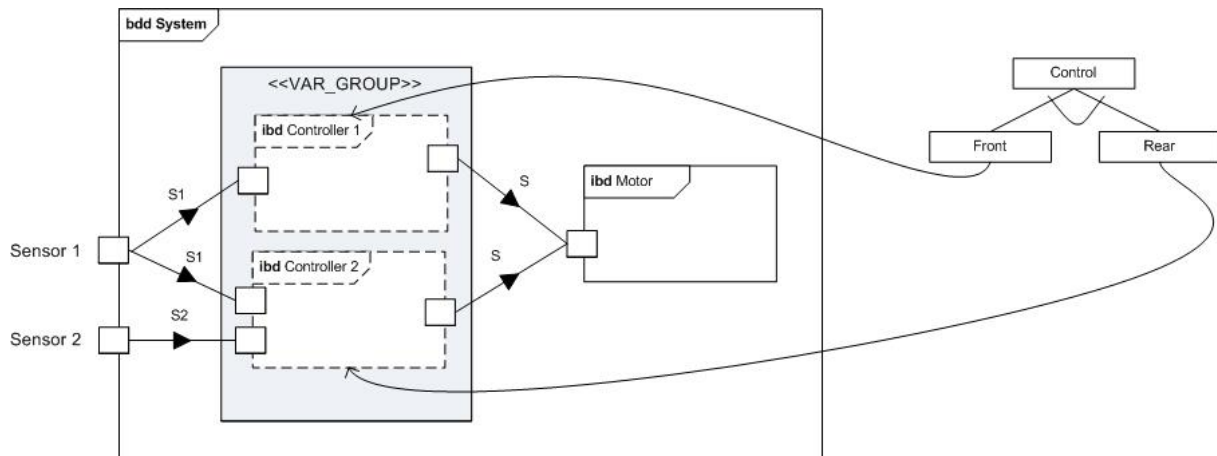 bdd System
<<VAR_GROUP>>
ibd Controller 1
S1
S
Sensor 1
S1
ibd Controller 2
S
S2
Sensor 2
ibd Motor
Control
Front
Rear